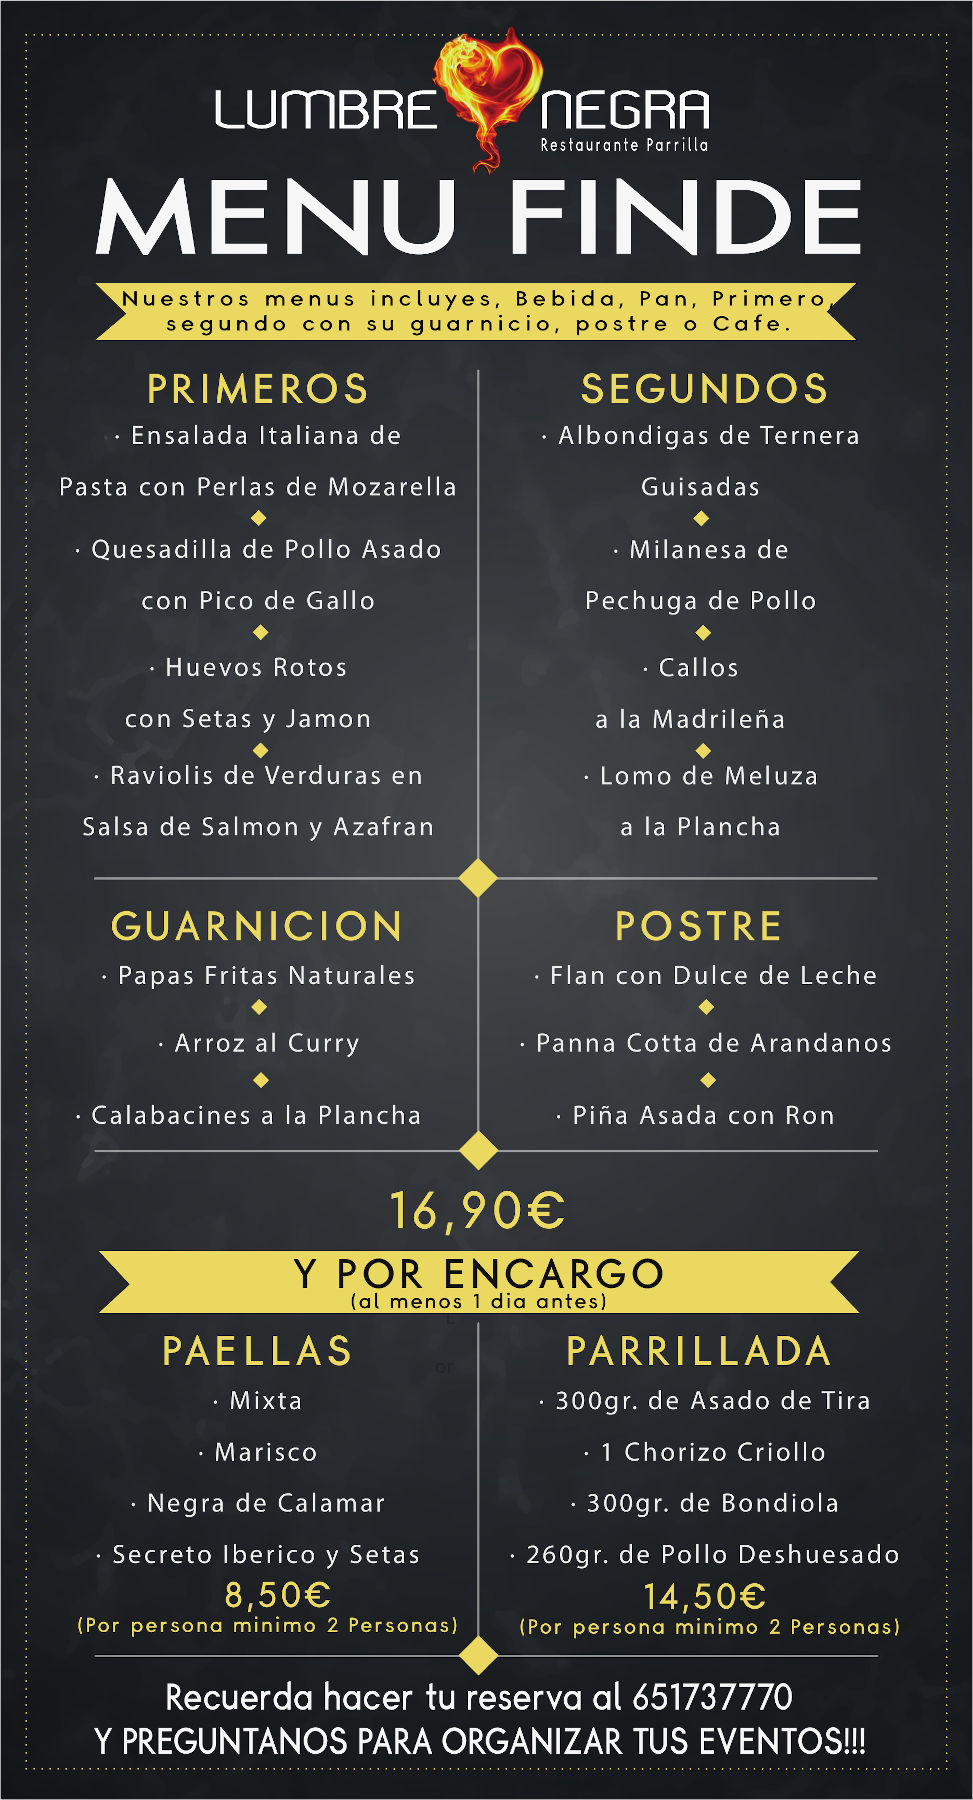 LUMBRE NEGRA
Restaurante Parrilla
MENU FINDE
Nuestros menus incluyes, Bebida, Pan, Primero,
segundo con su guarnicio, postre o Cafe.
PRIMEROS
· Ensalada Italiana de
Pasta con Perlas de Mozarella
· Quesadilla de Pollo Asado
con Pico de Gallo
· Huevos Rotos
con Setas y Jamon
· Raviolis de Verduras en
Salsa de Salmon y Azafran
SEGUNDOS
· Albondigas de Ternera
Guisadas
· Milanesa de
Pechuga de Pollo
· Callos
a la Madrileña
· Lomo de Meluza
a la Plancha
GUARNICION
· Papas Fritas Naturales
· Arroz al Curry
· Calabacines a la Plancha
POSTRE
· Flan con Dulce de Leche
· Panna Cotta de Arandanos
· Piña Asada con Ron
16,90€
Y POR ENCARGO
(al menos 1 dia antes)
PAELLAS
· Mixta
· Marisco
· Negra de Calamar
· Secreto Iberico y Setas
8,50€
(Por persona minimo 2 Personas)
PARRILLADA
· 300gr. de Asado de Tira
· 1 Chorizo Criollo
· 300gr. de Bondiola
· 260gr. de Pollo Deshuesado
14,50€
(Por persona minimo 2 Personas)
Recuerda hacer tu reserva al 651737770
Y PREGUNTANOS PARA ORGANIZAR TUS EVENTOS!!!